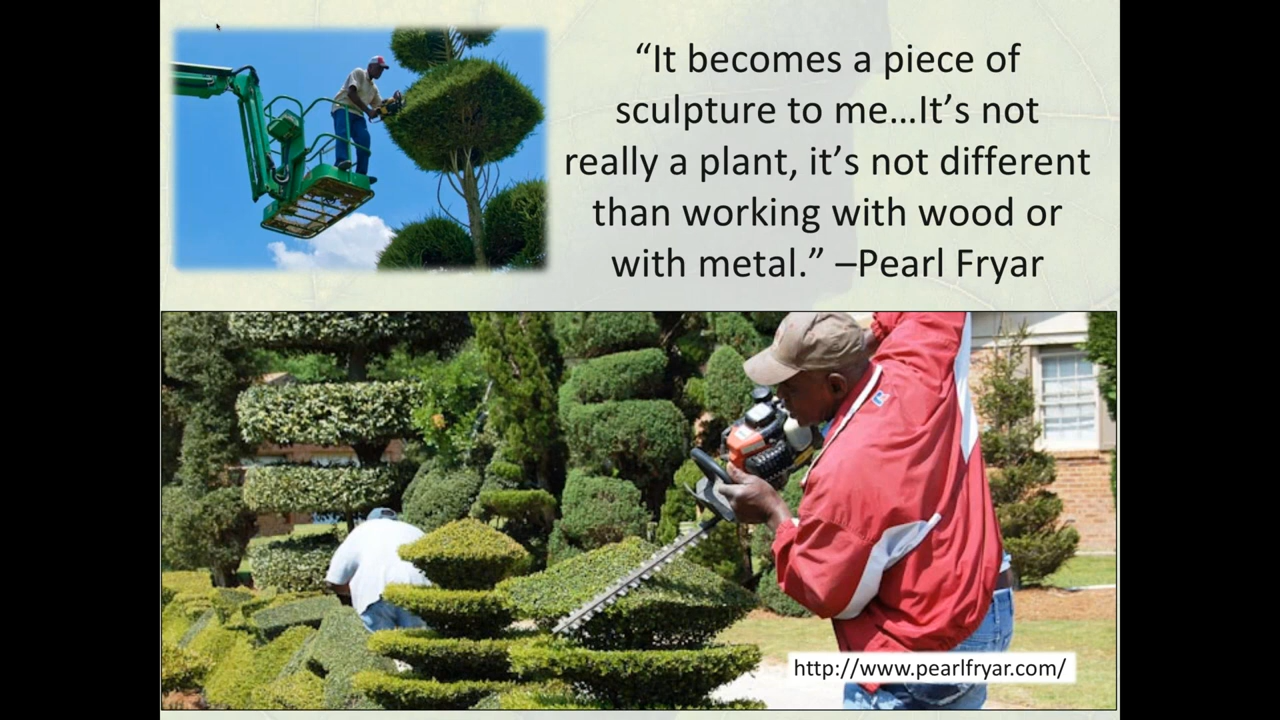 “It becomes a piece of
sculpture to me…It’s not
really a plant, it’s not different
than working with wood or
with metal.” –Pearl Fryar
http://www.pearlfryar.com/